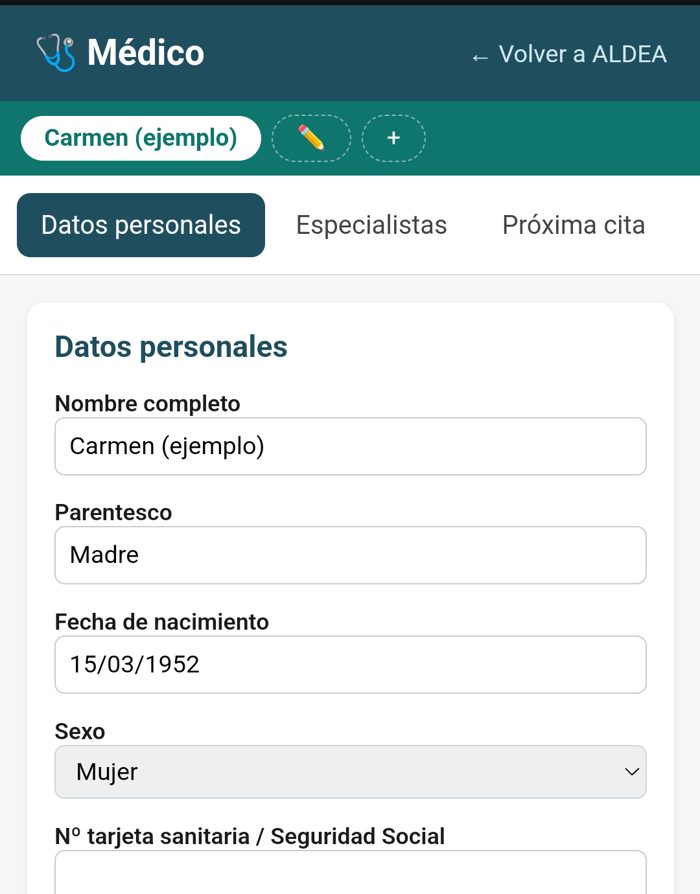 Médico
← Volver a ALDEA
Carmen (ejemplo)
+
Datos personales
Especialistas
Próxima cita
Datos personales
Nombre completo
Carmen (ejemplo)
Parentesco
Madre
Fecha de nacimiento
15/03/1952
Sexo
Mujer
Nº tarjeta sanitaria / Seguridad Social